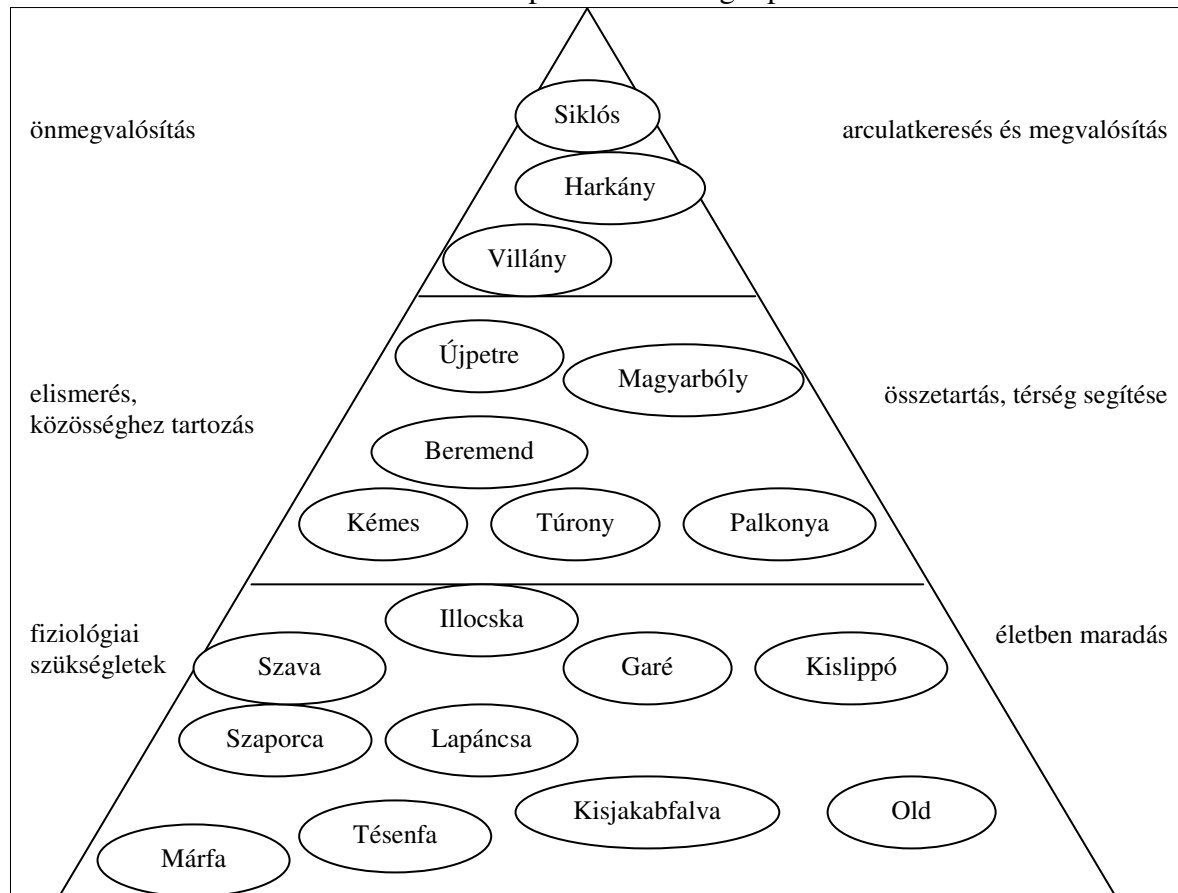 önmegvalósítás
Siklós
arculatkeresés és megvalósítás
Harkány
Villány
Újpetre
Magyarbóly
elismerés,
közösséghez tartozás
összetartás, térség segítése
Beremend
Kémes
Túrony
Palkonya
Illocska
fiziológiai
szükségletek
életben maradás
Szava
Garé
Kislippó
Szaporca
Lapáncsa
Kisjakabfalva
Old
Tésenfa
Márfa